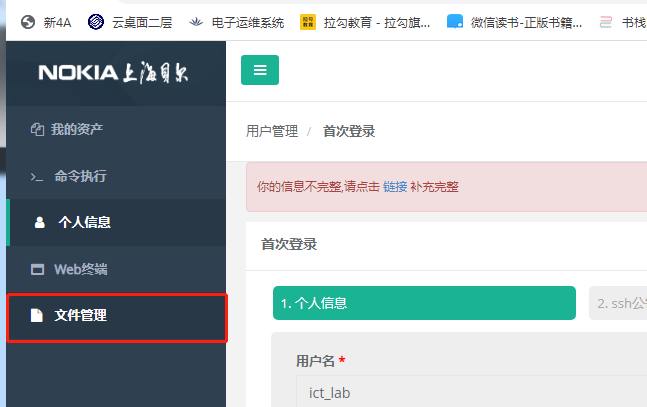 新4A 云桌面二层 电子运维系统 拉勾教育 - 拉勾旗... 微信读书-正版书籍... 书栈
NOKIA 上海贝尔
我的资产
命令执行
个人信息
Web终端
文件管理
用户管理 / 首次登录
你的信息不完整,请点击 链接 补充完整
首次登录
1. 个人信息
2. ssh公
用户名 *
ict_lab